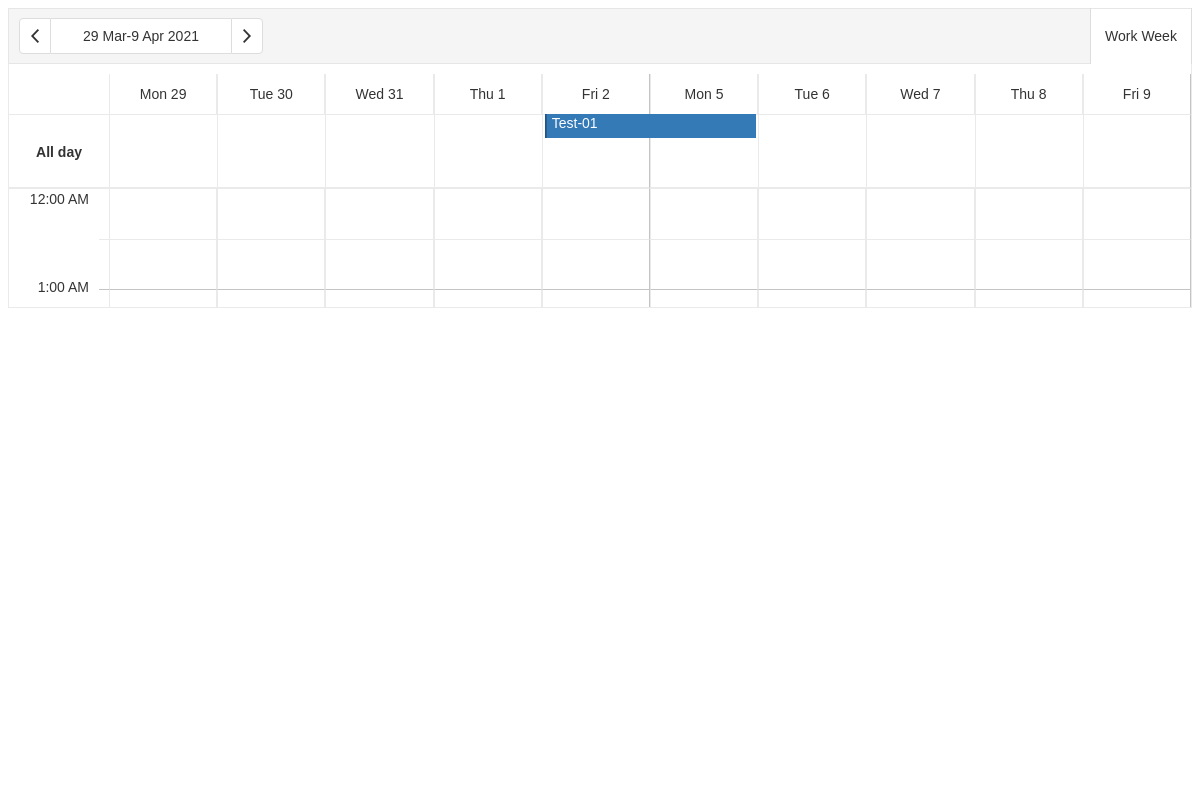 29 Mar-9 Apr 2021
Work Week
Mon 29 Tue 30 Wed 31 Thu 1 Fri 2 Mon 5 Tue 6 Wed 7 Thu 8 Fri 9
Test-01
All day
12:00 AM
1:00 AM